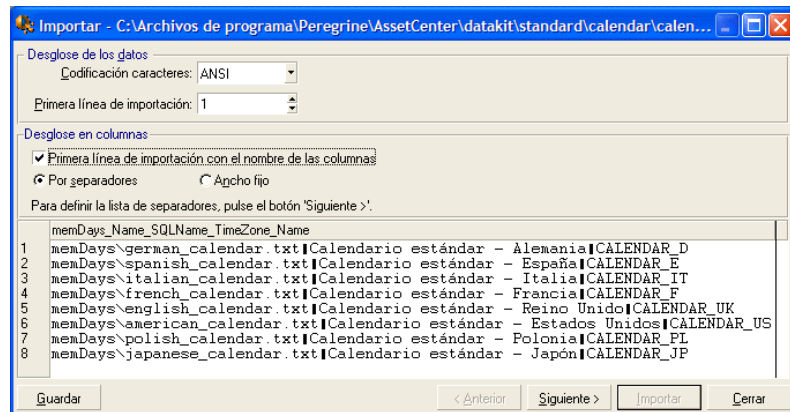 Importar - C:\Archivos de programa\Peregrine\AssetCenter\datakit\standard\calendar\calen...
Desglose de los datos
Codificación caracteres: ANSI
Primera línea de importación: 1
Desglose en columnas
Primera línea de importación con el nombre de las columnas
Por separadores Ancho fijo
Para definir la lista de separadores, pulse el botón 'Siguiente >'.
memDays_Name_SQLName_TimeZone_Name
1 memDays\german_calendar.txt|Calendario estándar - Alemania|CALENDAR_D
2 memDays\spanish_calendar.txt|Calendario estándar - España|CALENDAR_E
3 memDays\italian_calendar.txt|Calendario estándar - Italia|CALENDAR_IT
4 memDays\french_calendar.txt|Calendario estándar - Francia|CALENDAR_F
5 memDays\english_calendar.txt|Calendario estándar - Reino Unido|CALENDAR_UK
6 memDays\american_calendar.txt|Calendario estándar - Estados Unidos|CALENDAR_US
7 memDays\polish_calendar.txt|Calendario estándar - Polonia|CALENDAR_PL
8 memDays\japanese_calendar.txt|Calendario estándar - Japón|CALENDAR_JP
Guardar < Anterior Siguiente > Importar Cerrar